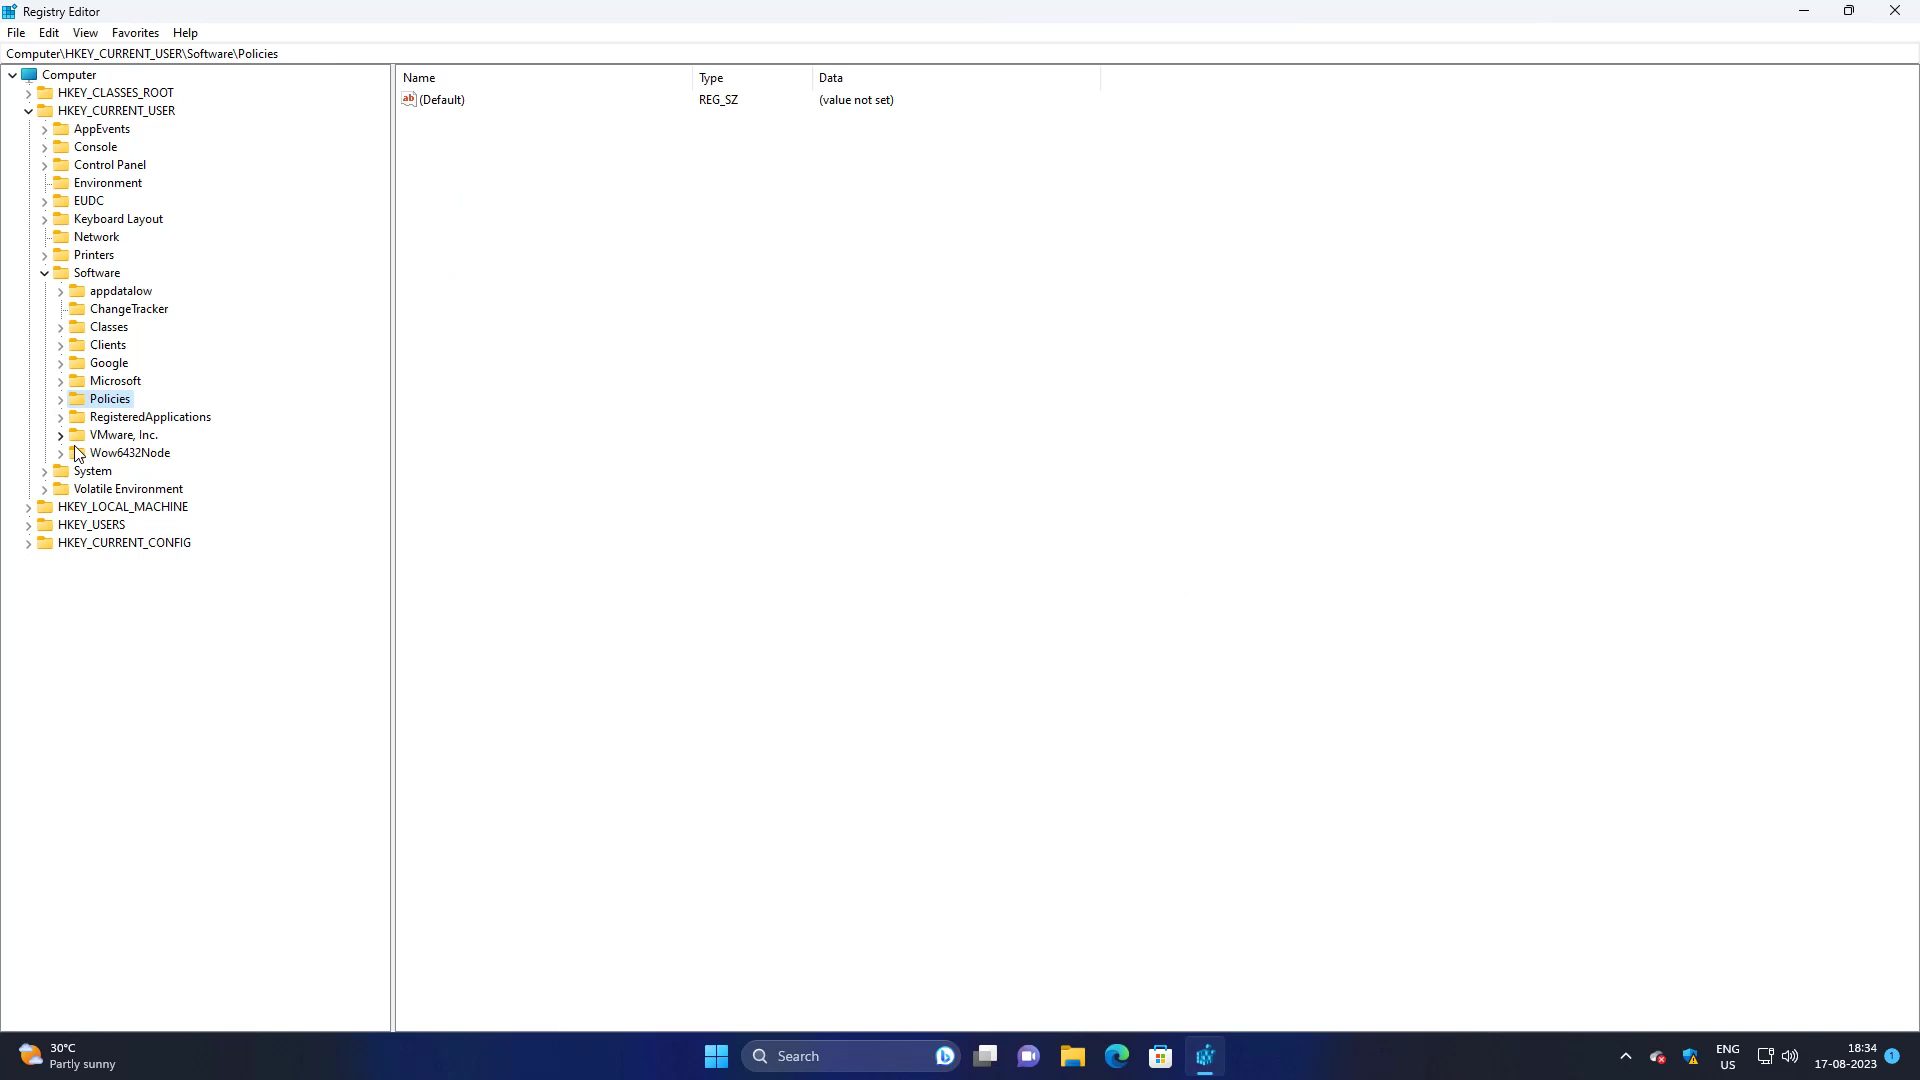 Registry Editor
File Edit View Favorites Help
Computer\HKEY_CURRENT_USER\Software\Policies
Computer
HKEY_CLASSES_ROOT
HKEY_CURRENT_USER
AppEvents
Console
Control Panel
Environment
EUDC
Keyboard Layout
Network
Printers
Software
appdatalow
ChangeTracker
Classes
Clients
Google
Microsoft
Policies
RegisteredApplications
VMware, Inc.
Wow6432Node
System
Volatile Environment
HKEY_LOCAL_MACHINE
HKEY_USERS
HKEY_CURRENT_CONFIG
Name Type Data
ab (Default) REG_SZ (value not set)
30°C
Partly sunny
Search
ENG
US
18:34
17-08-2023
1